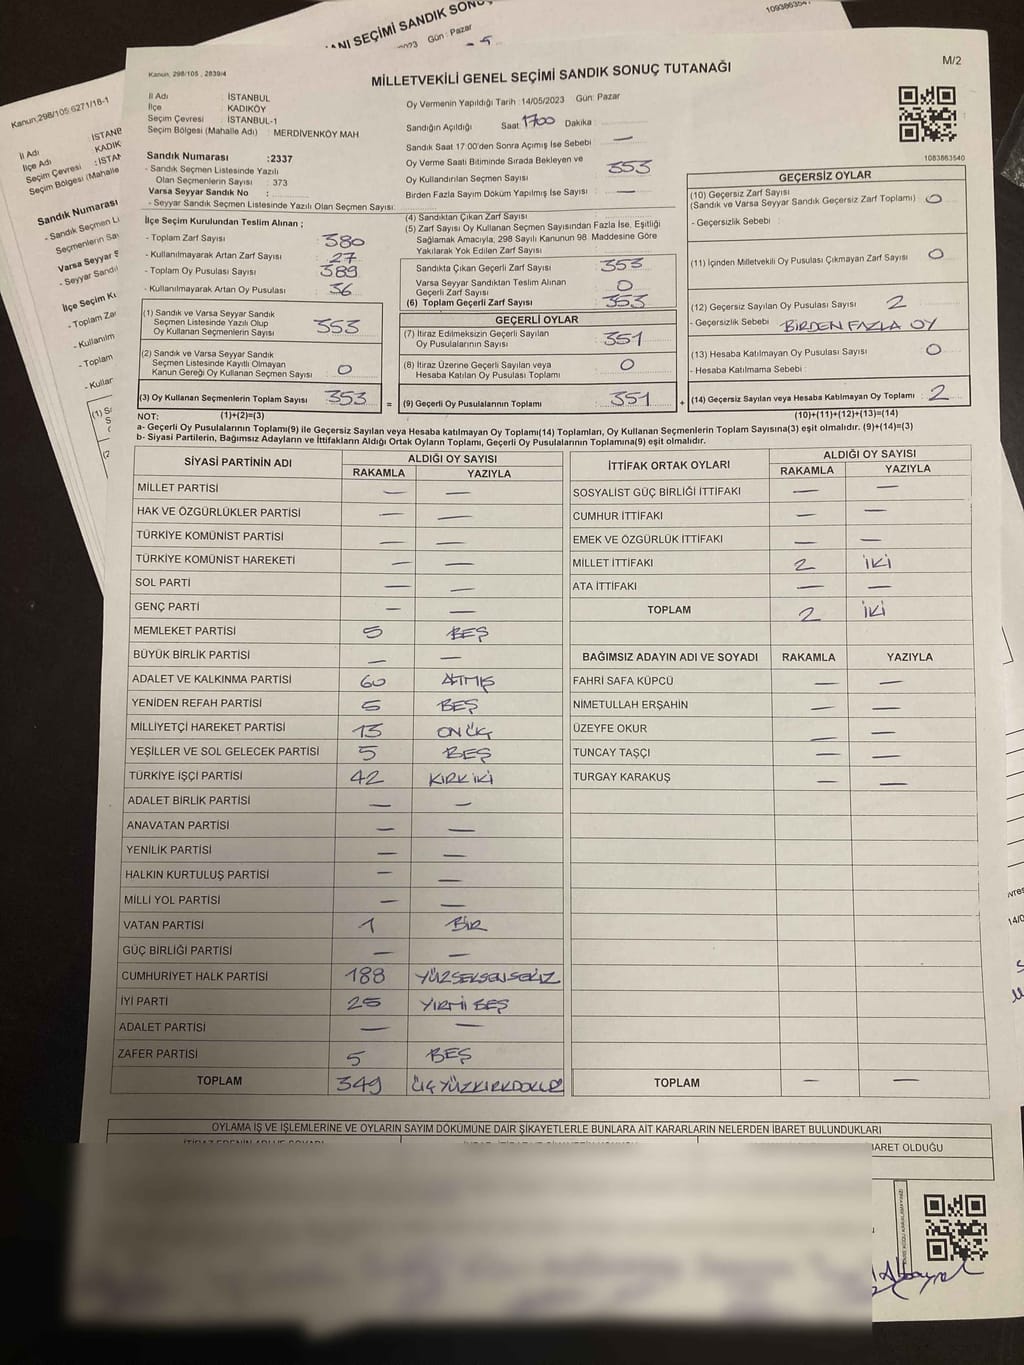 ANI SEÇİMİ SANDIK SONUÇ
Gün : Pazar
Kanun;298/105;6271/18-1
İl Adı
İlçe Adı
Seçim Çevresi
Seçim Bölgesi (Mahalle
Sandık Numarası
M/2
Kanun, 298/105 , 2839/4
MİLLETVEKİLİ GENEL SEÇİMİ SANDIK SONUÇ TUTANAĞI
İl Adı : İSTANBUL
İlçe : KADIKÖY
Seçim Çevresi : İSTANBUL-1
Seçim Bölgesi (Mahalle Adı) : MERDİVENKÖY MAH
Oy Vermenin Yapıldığı Tarih :14/05/2023 Gün: Pazar
Sandığın Açıldığı Saat 1700 Dakika :
Sandık Saat 17:00'den Sonra Açımış İse Sebebi : —
Oy Verme Saati Bitiminde Sırada Bekleyen ve
Oy Kullandırılan Seçmen Sayısı : 353
Birden Fazla Sayım Döküm Yapılmış İse Sayısı : —
Sandık Numarası :2337
- Sandık Seçmen Listesinde Yazılı
Olan Seçmenlerin Sayısı : 373
Varsa Seyyar Sandık No :
- Seyyar Sandık Seçmen Listesinde Yazılı Olan Seçmen Sayısı:
İlçe Seçim Kurulundan Teslim Alınan ;
- Toplam Zarf Sayısı : 380
- Kullanılmayarak Artan Zarf Sayısı : 27
- Toplam Oy Pusulası Sayısı : 389
- Kullanılmayarak Artan Oy Pusulası : 36
(1) Sandık ve Varsa Seyyar Sandık
Seçmen Listesinde Yazılı Olup
Oy Kullanan Seçmenlerin Sayısı : 353
(2) Sandık ve Varsa Seyyar Sandık
Seçmen Listesinde Kayıtlı Olmayan
Kanun Gereği Oy Kullanan Seçmen Sayısı : 0
(3) Oy Kullanan Seçmenlerin Toplam Sayısı : 353 =
(4) Sandıktan Çıkan Zarf Sayısı :
(5) Zarf Sayısı Oy Kullanan Seçmen Sayısından Fazla İse, Eşitliği
Sağlamak Amacıyla, 298 Sayılı Kanunun 98. Maddesine Göre
Yakılarak Yok Edilen Zarf Sayısı :
Sandıkta Çıkan Geçerli Zarf Sayısı : 353
Varsa Seyyar Sandıktan Teslim Alınan
Geçerli Zarf Sayısı : 0
(6) Toplam Geçerli Zarf Sayısı : 353
GEÇERLİ OYLAR
(7) İtiraz Edilmeksizin Geçerli Sayılan
Oy Pusulalarının Sayısı : 351
(8) İtiraz Üzerine Geçerli Sayılan veya
Hesaba Katılan Oy Pusulası Toplamı : 0
(9) Geçerli Oy Pusulalarının Toplamı : 351 +
1083863540
GEÇERSİZ OYLAR
(10) Geçersiz Zarf Sayısı
(Sandık ve Varsa Seyyar Sandık Geçersiz Zarf Toplamı) : 0
- Geçersizlik Sebebi :
(11) İçinden Milletvekili Oy Pusulası Çıkmayan Zarf Sayısı : 0
(12) Geçersiz Sayılan Oy Pusulası Sayısı : 2
- Geçersizlik Sebebi : BİRDEN FAZLA OY
(13) Hesaba Katılmayan Oy Pusulası Sayısı : 0
- Hesaba Katılmama Sebebi :
(14) Geçersiz Sayılan veya Hesaba Katılmayan Oy Toplamı : 2
NOT: (1)+(2)=(3) (10)+(11)+(12)+(13)=(14)
a- Geçerli Oy Pusulalarının Toplamı(9) ile Geçersiz Sayılan veya Hesaba katılmayan Oy Toplamı(14) Toplamları, Oy Kullanan Seçmenlerin Toplam Sayısına(3) eşit olmalıdır. (9)+(14)=(3)
b- Siyasi Partilerin, Bağımsız Adayların ve İttifakların Aldığı Ortak Oyların Toplamı, Geçerli Oy Pusulalarının Toplamına(9) eşit olmalıdır.
SİYASİ PARTİNİN ADI ALDIĞI OY SAYISI
RAKAMLA YAZIYLA
MİLLET PARTİSİ — —
HAK VE ÖZGÜRLÜKLER PARTİSİ — —
TÜRKİYE KOMÜNİST PARTİSİ — —
TÜRKİYE KOMÜNİST HAREKETİ — —
SOL PARTİ — —
GENÇ PARTİ — —
MEMLEKET PARTİSİ 5 BEŞ
BÜYÜK BİRLİK PARTİSİ — —
ADALET VE KALKINMA PARTİSİ 60 ALTMIŞ
YENİDEN REFAH PARTİSİ 5 BEŞ
MİLLİYETÇİ HAREKET PARTİSİ 13 ON ÜÇ
YEŞİLLER VE SOL GELECEK PARTİSİ 5 BEŞ
TÜRKİYE İŞÇİ PARTİSİ 42 KIRK İKİ
ADALET BİRLİK PARTİSİ — —
ANAVATAN PARTİSİ — —
YENİLİK PARTİSİ — —
HALKIN KURTULUŞ PARTİSİ — —
MİLLİ YOL PARTİSİ — —
VATAN PARTİSİ 1 BİR
GÜÇ BİRLİĞİ PARTİSİ — —
CUMHURİYET HALK PARTİSİ 188 YÜZSEKSENSEKİZ
İYİ PARTİ 25 YİRMİ BEŞ
ADALET PARTİSİ — —
ZAFER PARTİSİ 5 BEŞ
TOPLAM 349 ÜÇYÜZKIRKDOKUZ
İTTİFAK ORTAK OYLARI ALDIĞI OY SAYISI
RAKAMLA YAZIYLA
SOSYALİST GÜÇ BİRLİĞİ İTTİFAKI — —
CUMHUR İTTİFAKI — —
EMEK VE ÖZGÜRLÜK İTTİFAKI — —
MİLLET İTTİFAKI 2 İKİ
ATA İTTİFAKI — —
TOPLAM 2 İKİ
BAĞIMSIZ ADAYIN ADI VE SOYADI RAKAMLA YAZIYLA
FAHRİ SAFA KÜPCÜ — —
NİMETULLAH ERŞAHİN — —
ÜZEYFE OKUR — —
TUNCAY TAŞÇI — —
TURGAY KARAKUŞ — —
TOPLAM — —
OYLAMA İŞ VE İŞLEMLERİNE VE OYLARIN SAYIM DÖKÜMÜNE DAİR ŞİKAYETLERLE BUNLARA AİT KARARLARIN NELERDEN İBARET BULUNDUKLARI
BARET OLDUĞU